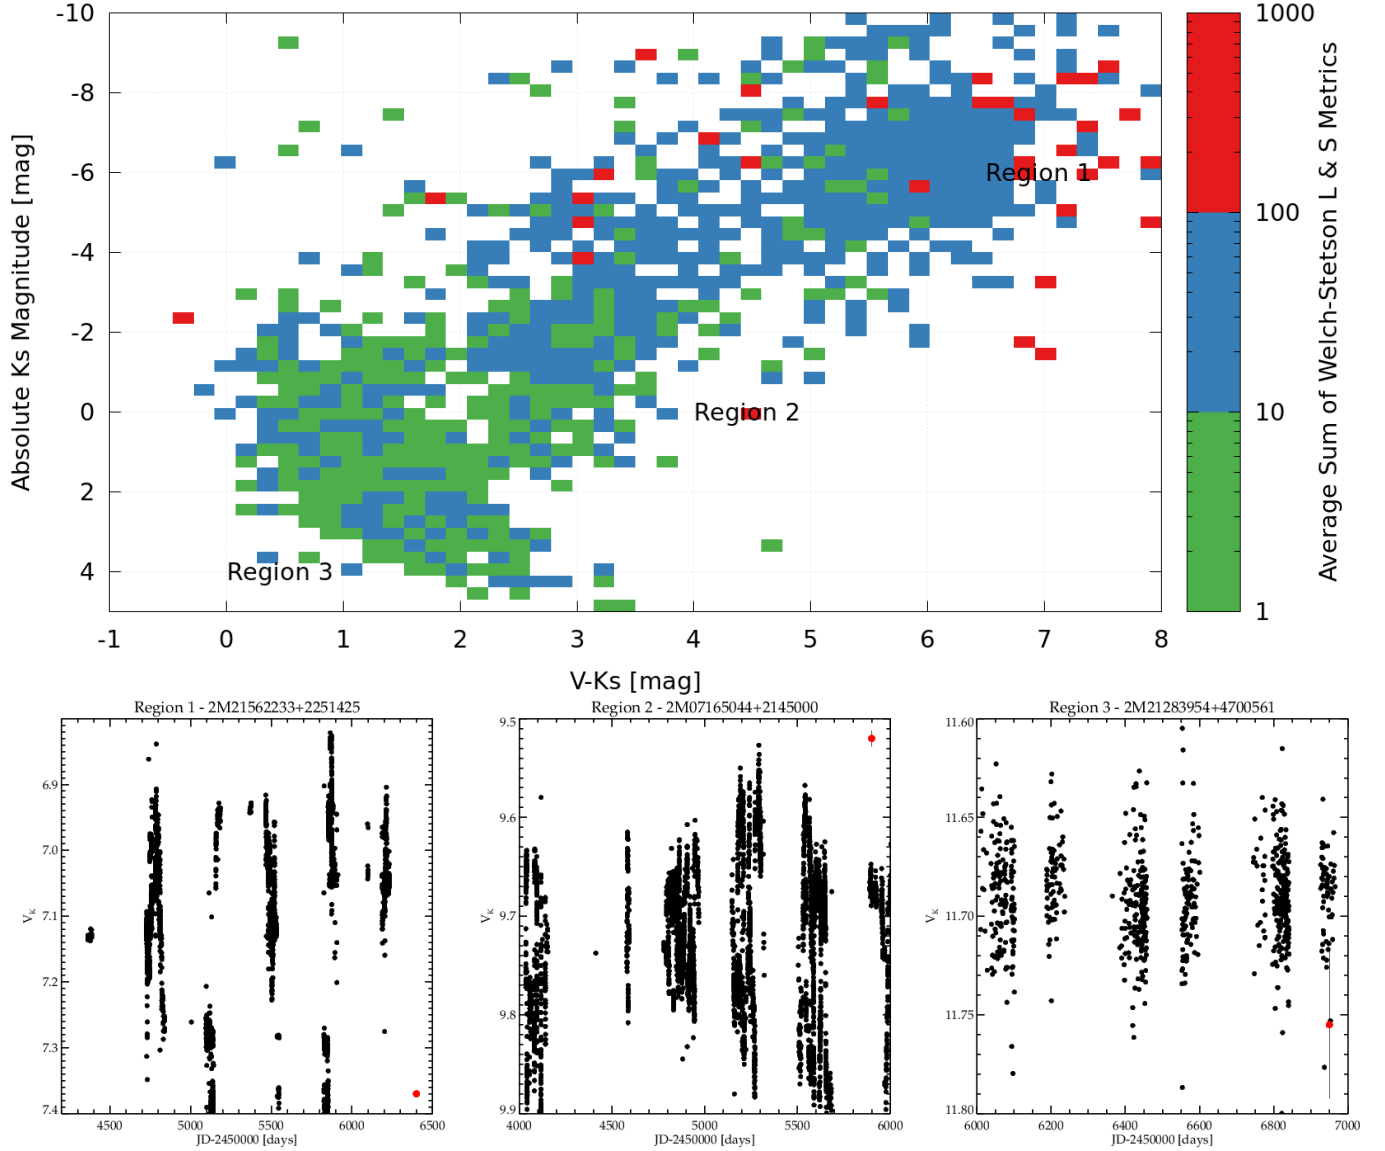 -10
-8
-6
-4
-2
0
2
4
Absolute Ks Magnitude [mag]
Region 1
Region 2
Region 3
-1 0 1 2 3 4 5 6 7 8
V-Ks [mag]
1000
100
10
1
Average Sum of Welch-Stetson L & S Metrics
Region 1 - 2M21562233+2251425
6.9
7.0
7.1
7.2
7.3
7.4
VK
5000 5500 6000 6500
JD-2450000 [days]
Region 2 - 2M07165044+2145000
9.5
9.6
9.7
9.8
9.9
VK
4000 4500 5000 5500 6000
JD-2450000 [days]
Region 3 - 2M21283954+4700561
11.60
11.65
11.70
11.75
11.80
VK
6000 6200 6400 6600 6800 7000
JD-2450000 [days]